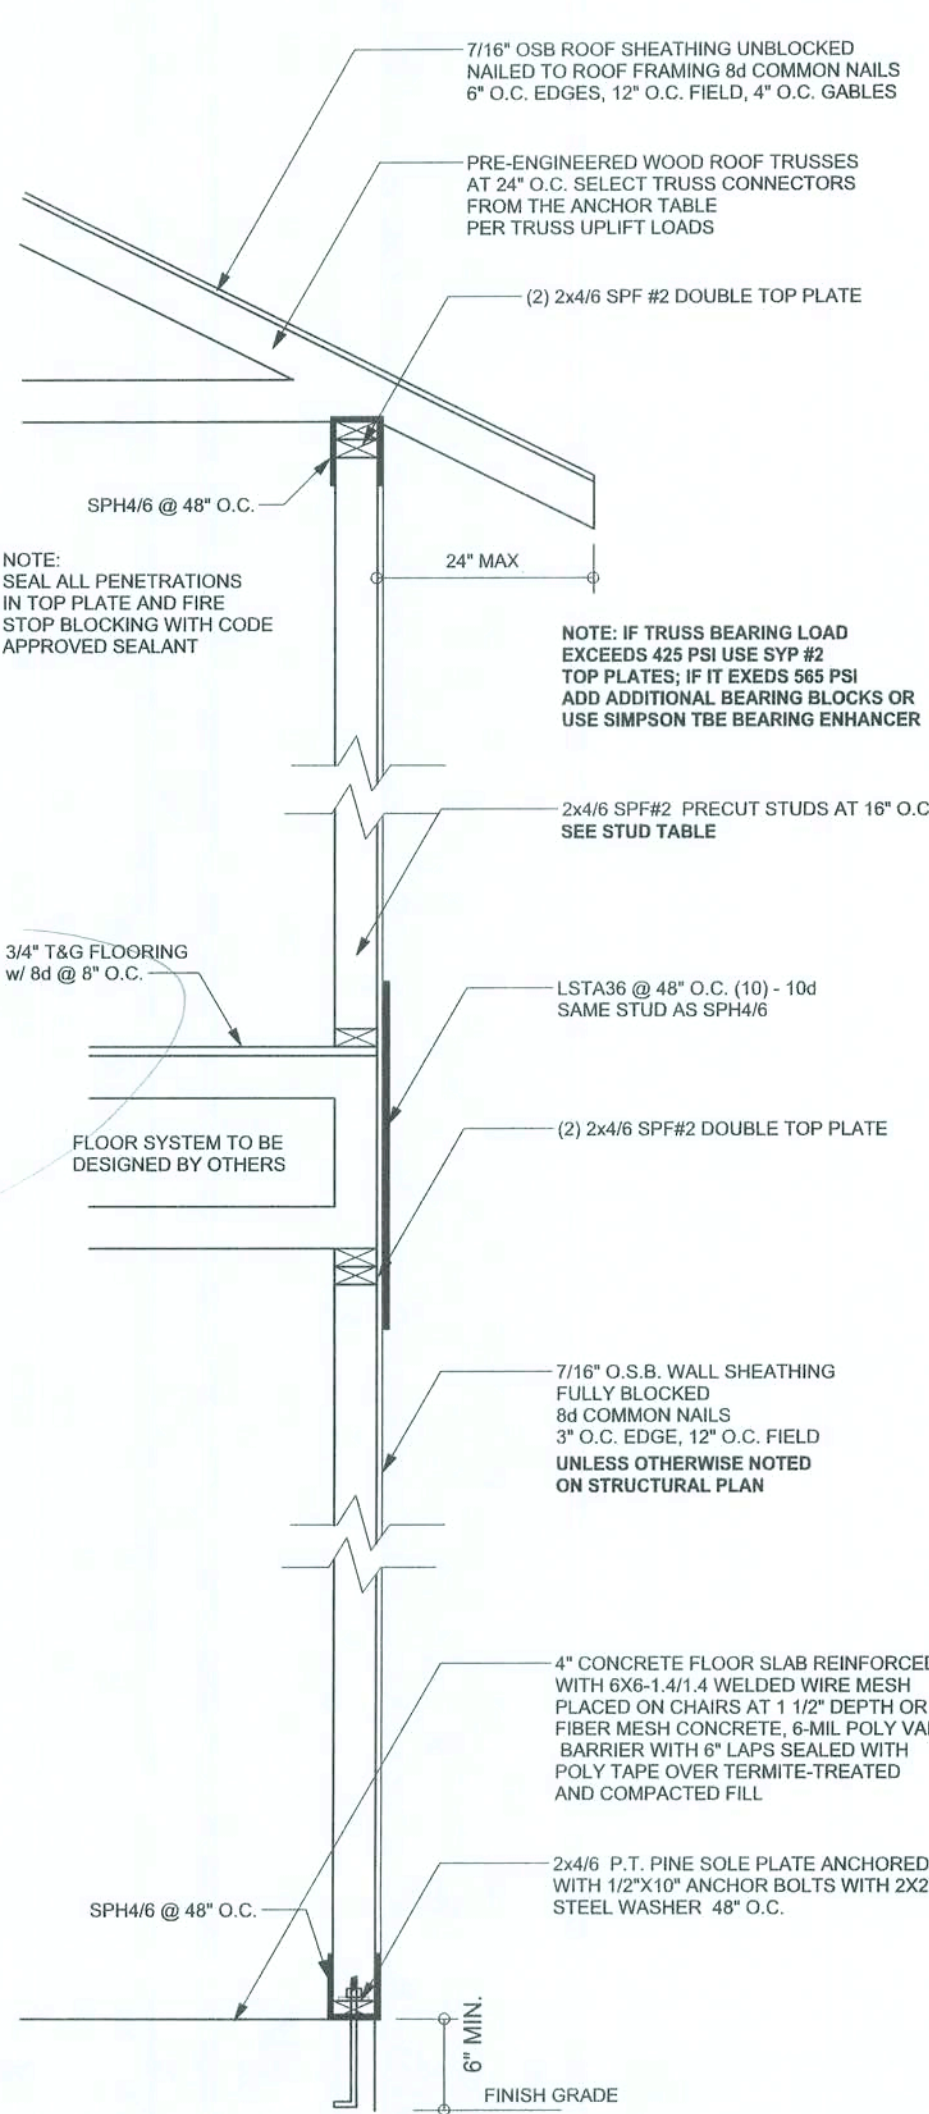 7/16" OSB ROOF SHEATHING UNBLOCKED
NAILED TO ROOF FRAMING 8d COMMON NAILS
6" O.C. EDGES, 12" O.C. FIELD, 4" O.C. GABLES
PRE-ENGINEERED WOOD ROOF TRUSSES
AT 24" O.C. SELECT TRUSS CONNECTORS
FROM THE ANCHOR TABLE
PER TRUSS UPLIFT LOADS
(2) 2x4/6 SPF #2 DOUBLE TOP PLATE
SPH4/6 @ 48" O.C.
NOTE:
SEAL ALL PENETRATIONS
IN TOP PLATE AND FIRE
STOP BLOCKING WITH CODE
APPROVED SEALANT
24" MAX
NOTE: IF TRUSS BEARING LOAD
EXCEEDS 425 PSI USE SYP #2
TOP PLATES; IF IT EXEDS 565 PSI
ADD ADDITIONAL BEARING BLOCKS OR
USE SIMPSON TBE BEARING ENHANCER
2x4/6 SPF#2 PRECUT STUDS AT 16" O.C
SEE STUD TABLE
3/4" T&G FLOORING
w/ 8d @ 8" O.C.
LSTA36 @ 48" O.C. (10) - 10d
SAME STUD AS SPH4/6
FLOOR SYSTEM TO BE
DESIGNED BY OTHERS
(2) 2x4/6 SPF#2 DOUBLE TOP PLATE
7/16" O.S.B. WALL SHEATHING
FULLY BLOCKED
8d COMMON NAILS
3" O.C. EDGE, 12" O.C. FIELD
UNLESS OTHERWISE NOTED
ON STRUCTURAL PLAN
4" CONCRETE FLOOR SLAB REINFORCED
WITH 6X6-1.4/1.4 WELDED WIRE MESH
PLACED ON CHAIRS AT 1 1/2" DEPTH OR
FIBER MESH CONCRETE, 6-MIL POLY
BARRIER WITH 6" LAPS SEALED WITH
POLY TAPE OVER TERMITE-TREATED
AND COMPACTED FILL
2x4/6 P.T. PINE SOLE PLATE ANCHORED
WITH 1/2"X10" ANCHOR BOLTS WITH 2X2
STEEL WASHER 48" O.C.
SPH4/6 @ 48" O.C.
6" MIN.
FINISH GRADE